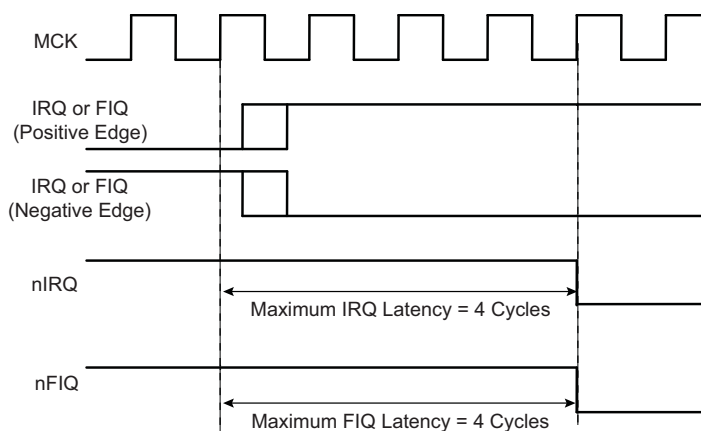 MCK
IRQ or FIQ
(Positive Edge)
IRQ or FIQ
(Negative Edge)
nIRQ
Maximum IRQ Latency = 4 Cycles
nFIQ
Maximum FIQ Latency = 4 Cycles